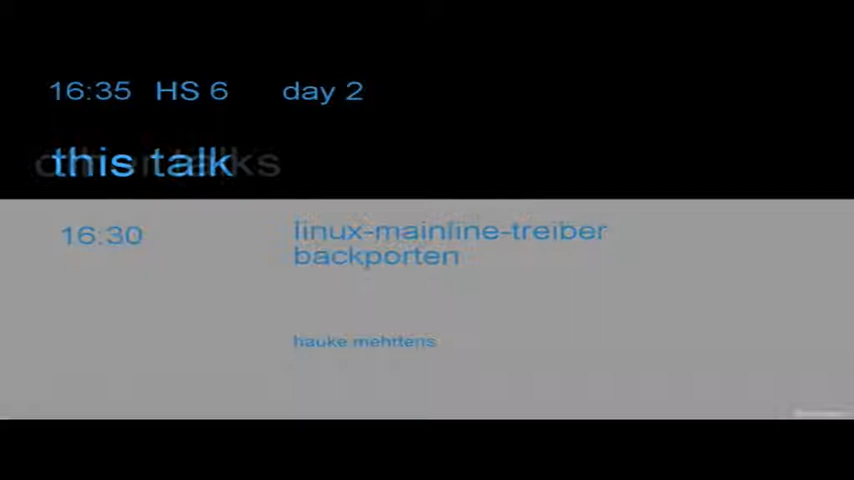 16:35 HS 6 day 2
this talk
16:30 linux-mainline-treiber
backporten
hauke mehrtens